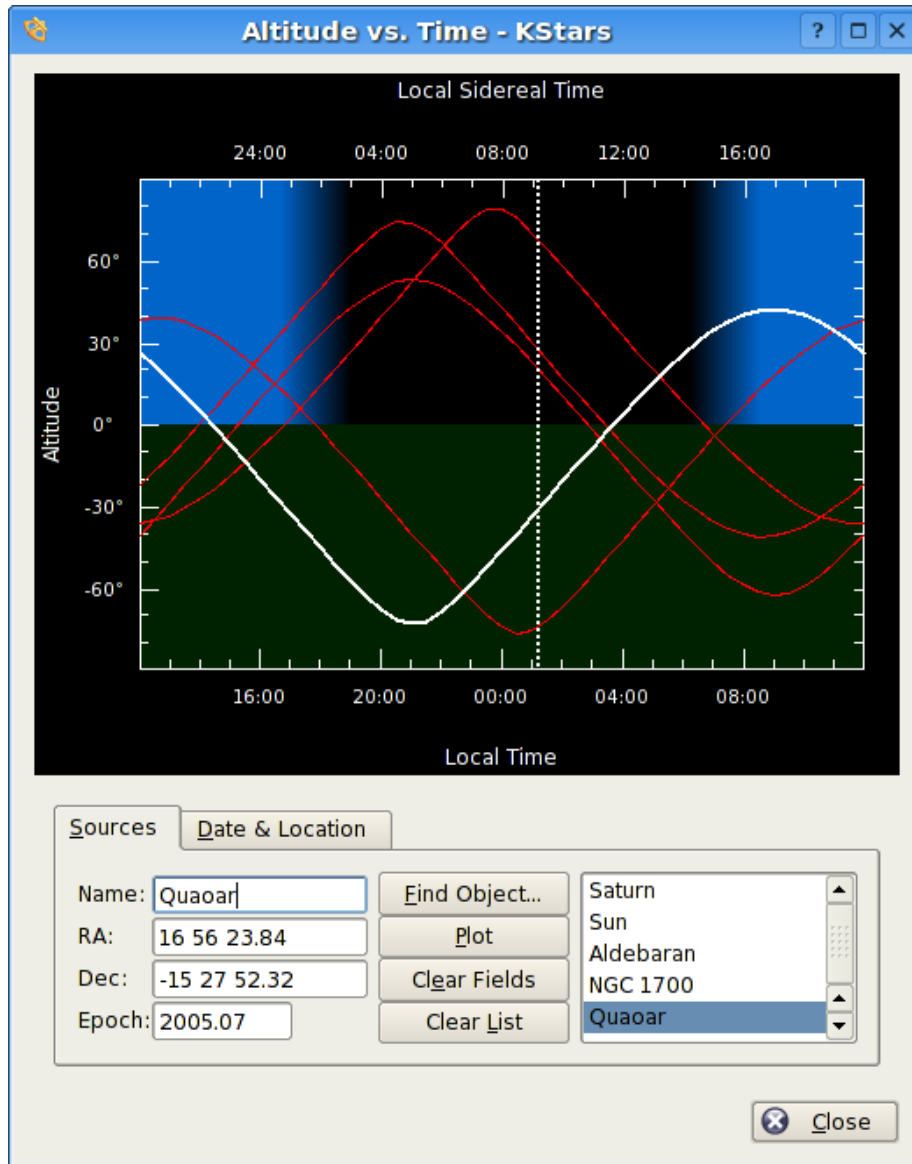 Altitude vs. Time - KStars
?
Local Sidereal Time
24:00 04:00 08:00 12:00 16:00
60°
30°
0°
-30°
-60°
Altitude
16:00 20:00 00:00 04:00 08:00
Local Time
Sources Date & Location
Name: Quaoar Find Object... Saturn
Sun
RA: 16 56 23.84 Plot Aldebaran
Dec: -15 27 52.32 Clear Fields NGC 1700
Epoch: 2005.07 Clear List Quaoar
Close